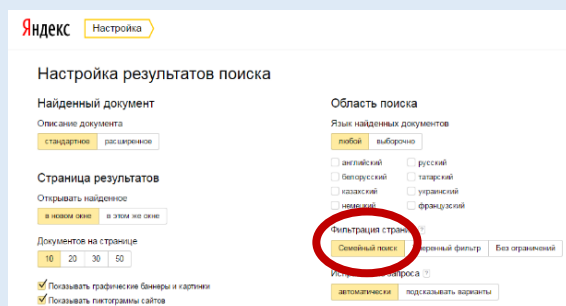 Яндекс Настройка
Настройка результатов поиска
Найденный документ
Описание документа
стандартное расширенное
Страница результатов
Открывать найденное
в новом окне в этом же окне
Документов на странице
10 20 30 50
Показывать графические баннеры и картинки
Показывать пиктограммы сайтов
Область поиска
Язык найденных документов
любой выборочно
английский русский
белорусский татарский
казахский украинский
немецкий французский
Фильтрация стран ?
Семейный поиск еренный фильтр Без ограничений
проса ?
автоматически подсказывать варианты